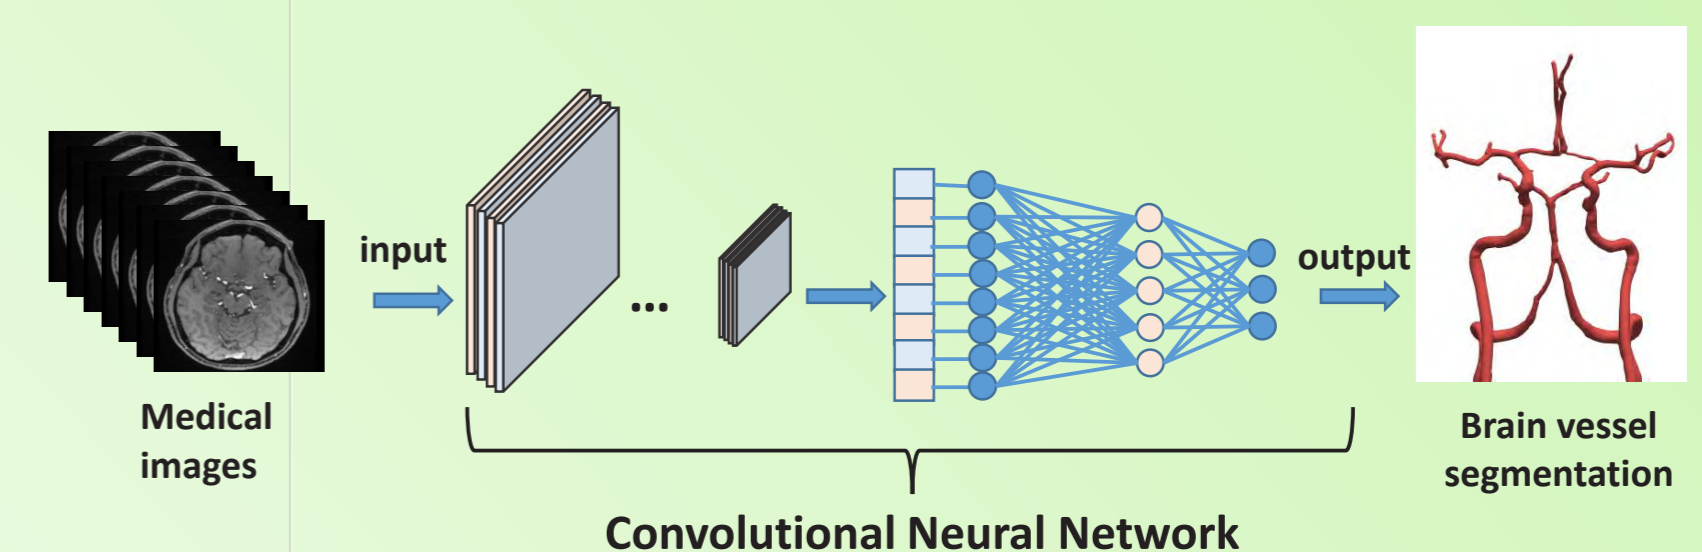 input
...
output
Medical
images
Brain vessel
segmentation
Convolutional Neural Network